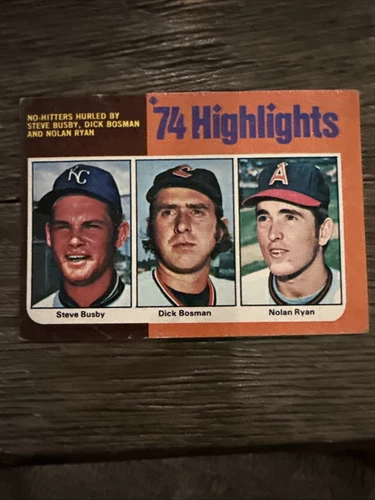 NO-HITTERS HURLED BY
STEVE BUSBY, DICK BOSMAN
AND NOLAN RYAN
'74 Highlights
KC
C
A
Steve Busby
Dick Bosman
Nolan Ryan